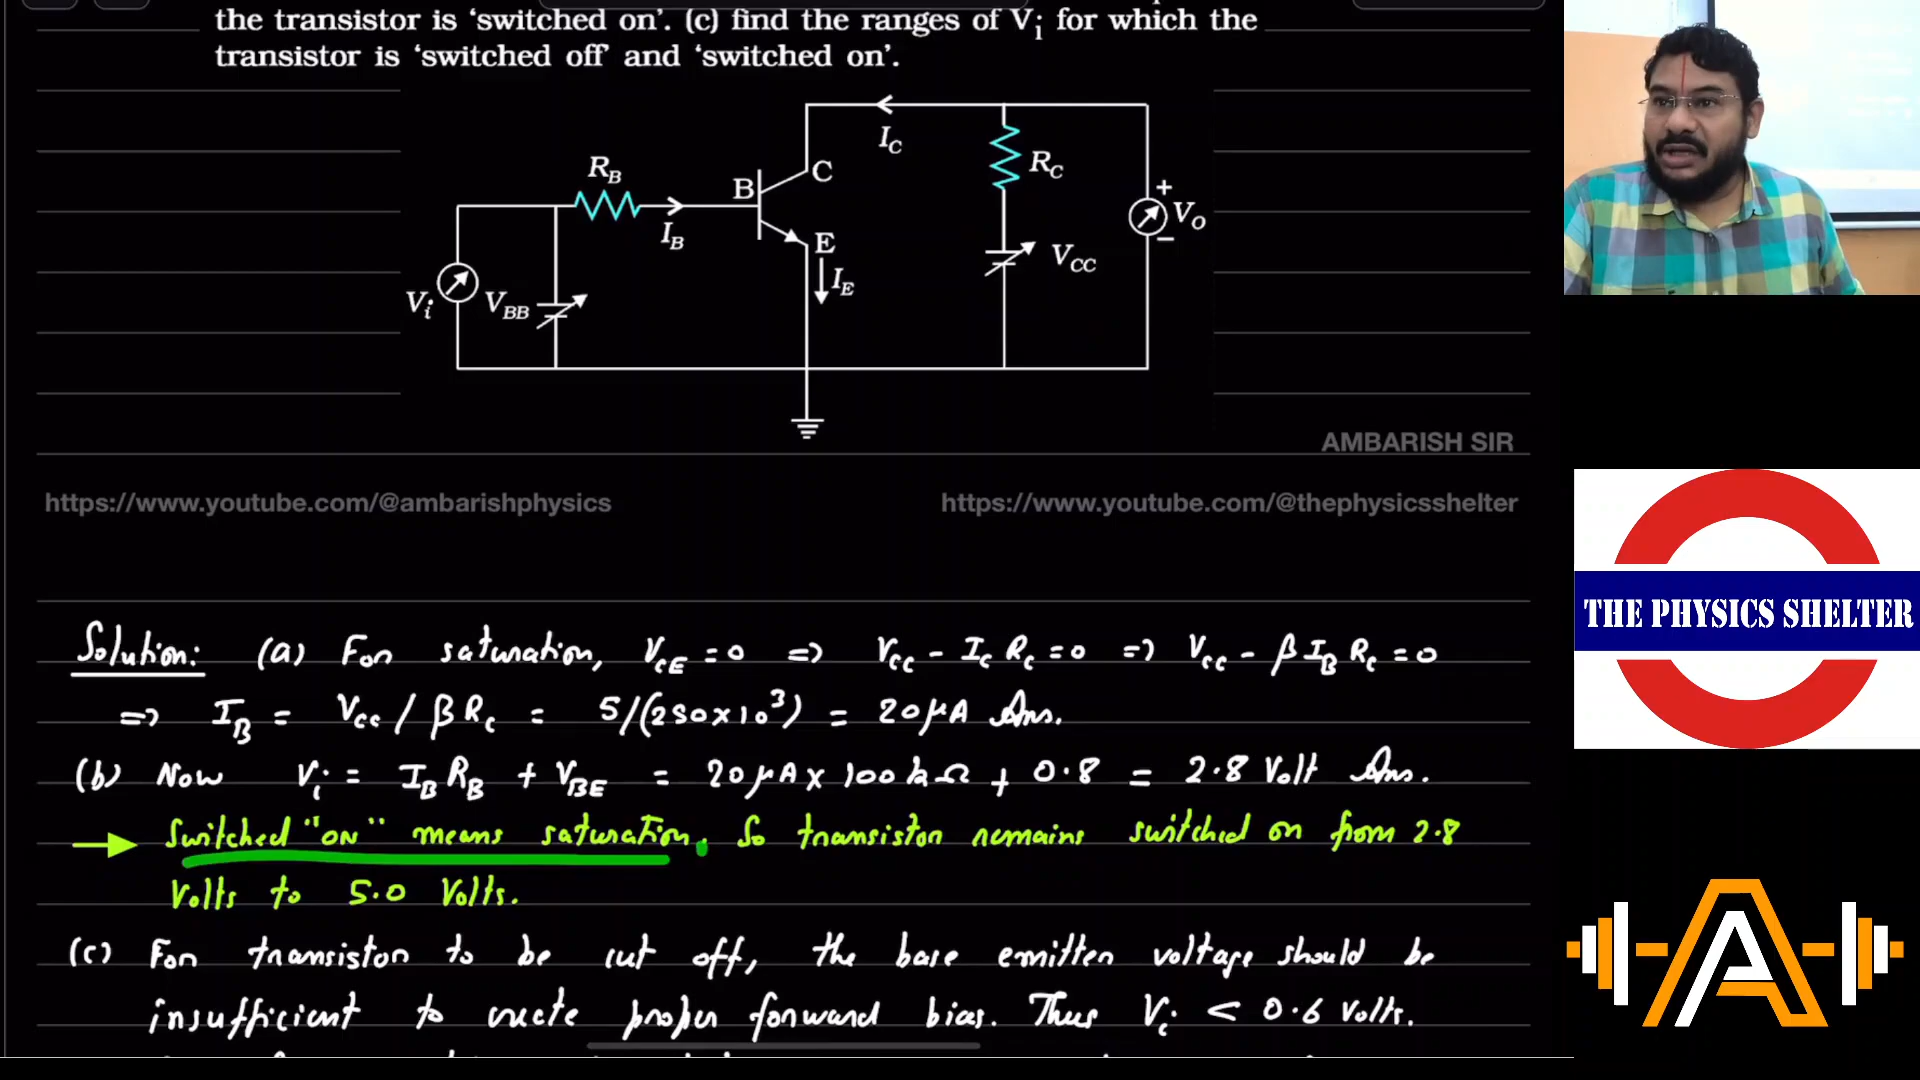 the transistor is ‘switched on’. (c) find the ranges of Vi for which the
transistor is ‘switched off’ and ‘switched on’.
IC
C
RB
B
RC
+
VO
−
IB
E
VCC
IE
Vi
VBB
AMBARISH SIR
https://www.youtube.com/@ambarishphysics
https://www.youtube.com/@thephysicsshelter
THE PHYSICS SHELTER
Solution: (a) For saturation, VCE = 0 => VCC - IC RC = 0 => VCC - β IB RC = 0
=> IB = VCC / β RC = 5/(250×10³) = 20 μA Ans.
(b) Now Vi = IB RB + VBE = 20 μA × 100 kΩ + 0.8 = 2.8 Volt Ans.
Switched "ON" means saturation. So transistor remains switched on from 2.8
Volts to 5.0 Volts.
(c) For transistor to be cut off, the base emitter voltage should be
insufficient to create proper forward bias. Thus Vi < 0.6 Volts.